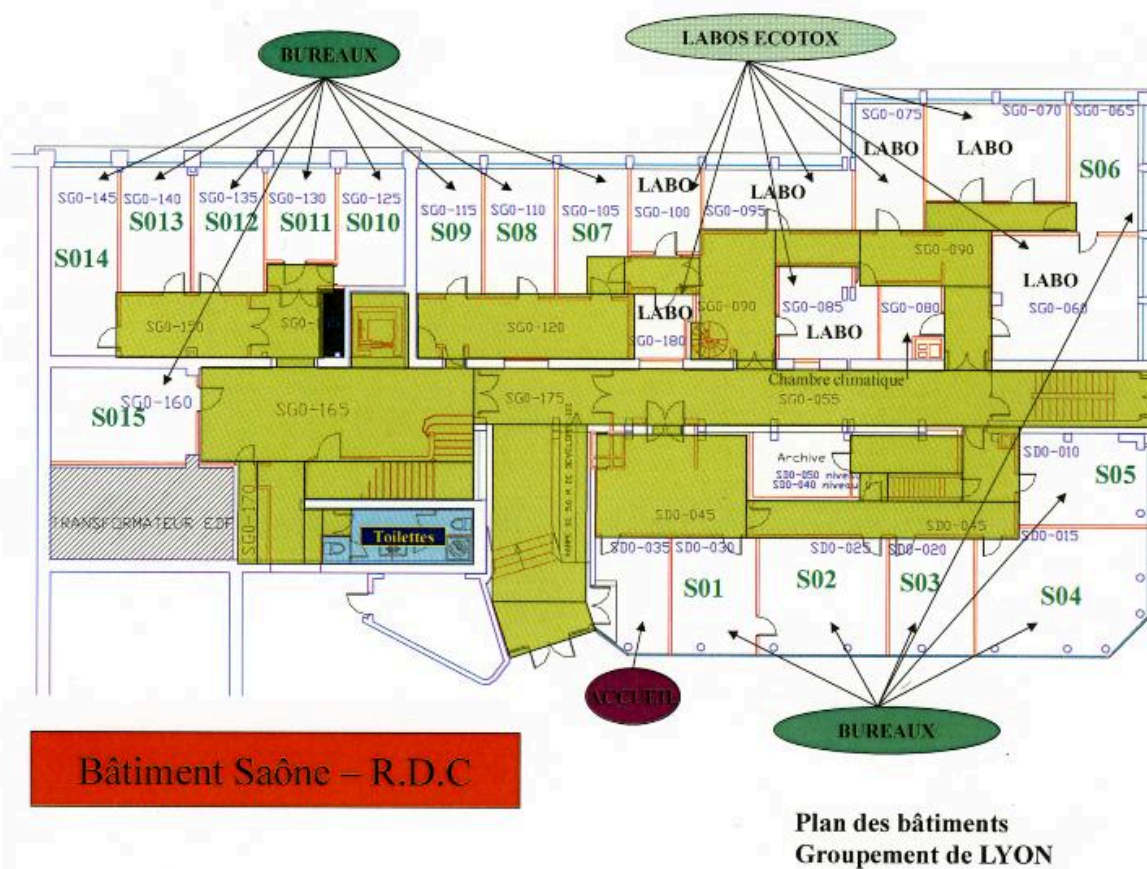 BUREAUX
LABOS ECOTOX
SG0-075
SG0-070
SG0-065
LABO
LABO
S06
SG0-145
SG0-140
SG0-135
SG0-130
SG0-125
SG0-115
SG0-110
SG0-105
LABO
SG0-100
SG0-095
S014
S013
S012
S011
S010
S09
S08
S07
SG0-090
LABO
SG0-060
SG0-150
SG0-120
LABO
SG0-180
SG0-090
SG0-085
LABO
SG0-080
Chambre climatique
S015
SG0-160
SG0-165
SG0-175
SG0-055
Archive
SD0-050 niveau
SD0-040 niveau
SD0-010
S05
TRANSFORMATEUR EDF
SG0-170
Toilettes
SD0-045
SD0-045
SD0-035
SD0-030
SD0-025
SD0-020
SD0-015
S01
S02
S03
S04
ACCUEIL
BUREAUX
Bâtiment Saône – R.D.C
Plan des bâtiments
Groupement de LYON